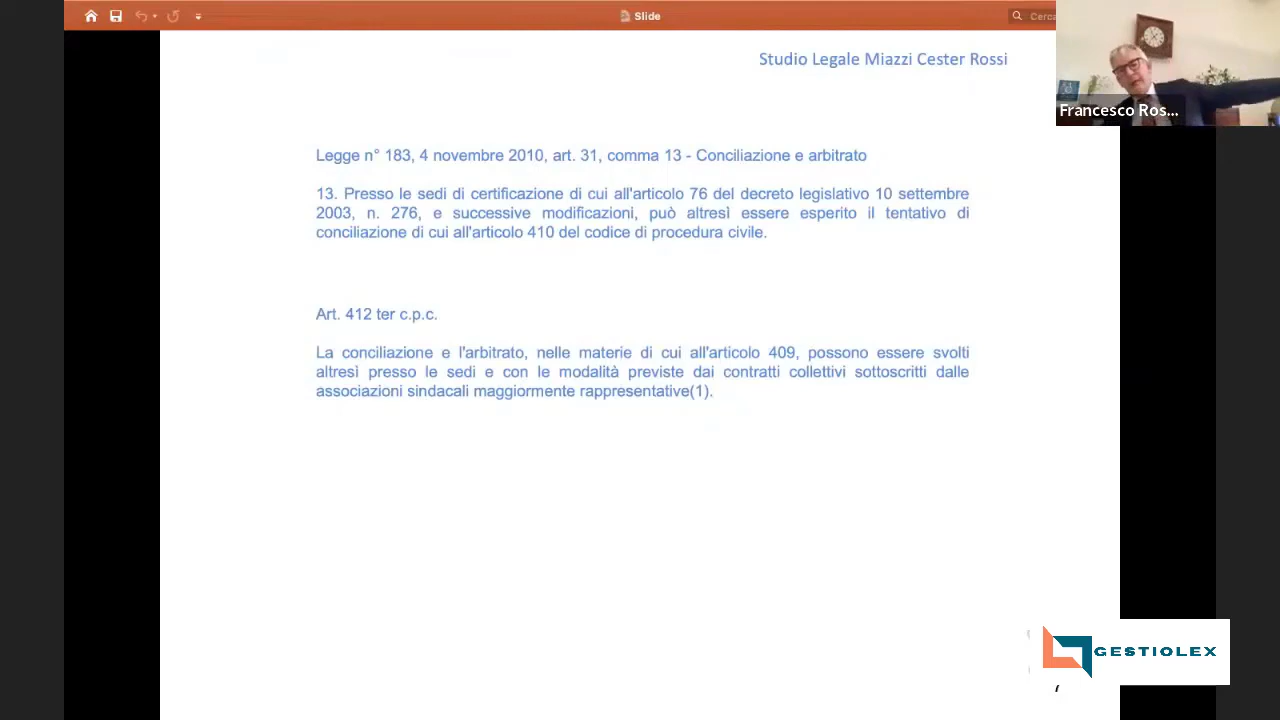 Slide
Cerca
Studio Legale Miazzi Cester Rossi
Francesco Ros...
Legge n° 183, 4 novembre 2010, art. 31, comma 13 - Conciliazione e arbitrato
13. Presso le sedi di certificazione di cui all'articolo 76 del decreto legislativo 10 settembre
2003, n. 276, e successive modificazioni, può altresì essere esperito il tentativo di
conciliazione di cui all'articolo 410 del codice di procedura civile.
Art. 412 ter c.p.c.
La conciliazione e l'arbitrato, nelle materie di cui all'articolo 409, possono essere svolti
altresì presso le sedi e con le modalità previste dai contratti collettivi sottoscritti dalle
associazioni sindacali maggiormente rappresentative(1).
GESTIOLEX